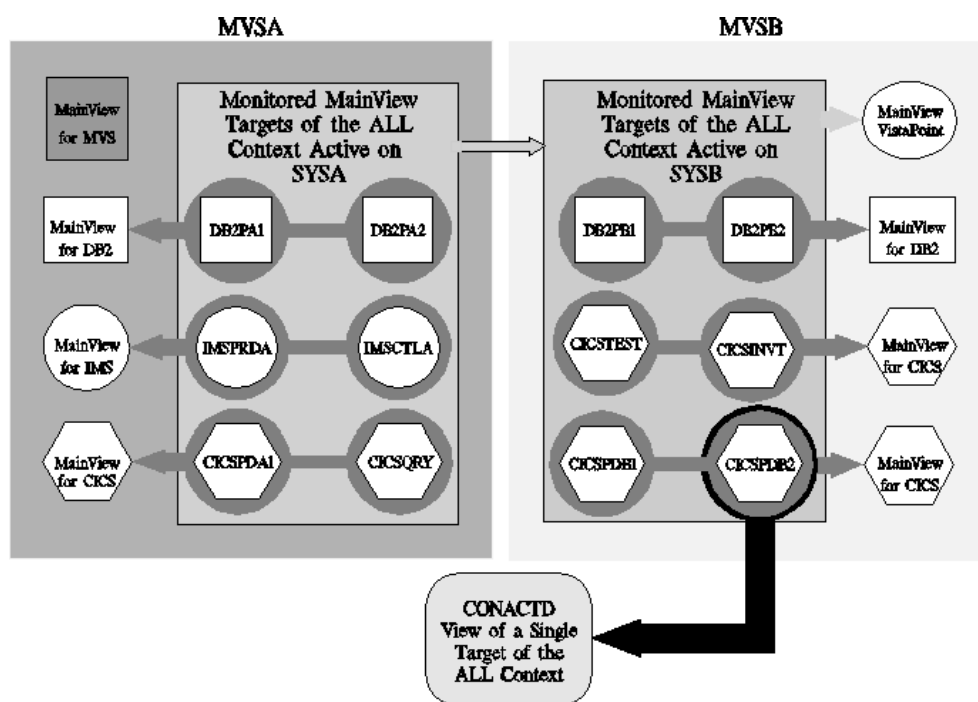 MVSA
MVSB
MainView
for MVS
Monitored MainView
Targets of the ALL
Context Active on
SYSA
Monitored MainView
Targets of the ALL
Context Active on
SYSB
MainView
VistaPoint
MainView
for DB2
DB2PA1
DB2PA2
DB2PB1
DB2PB2
MainView
for DB2
MainView
for IMS
IMSPRDA
IMSCTLA
CICSTEST
CICSINVT
MainView
for CICS
MainView
for CICS
CICSPDA1
CICSQRY
CICSPDB1
CICSPDB2
MainView
for CICS
CONACTD
View of a Single
Target of the
ALL Context